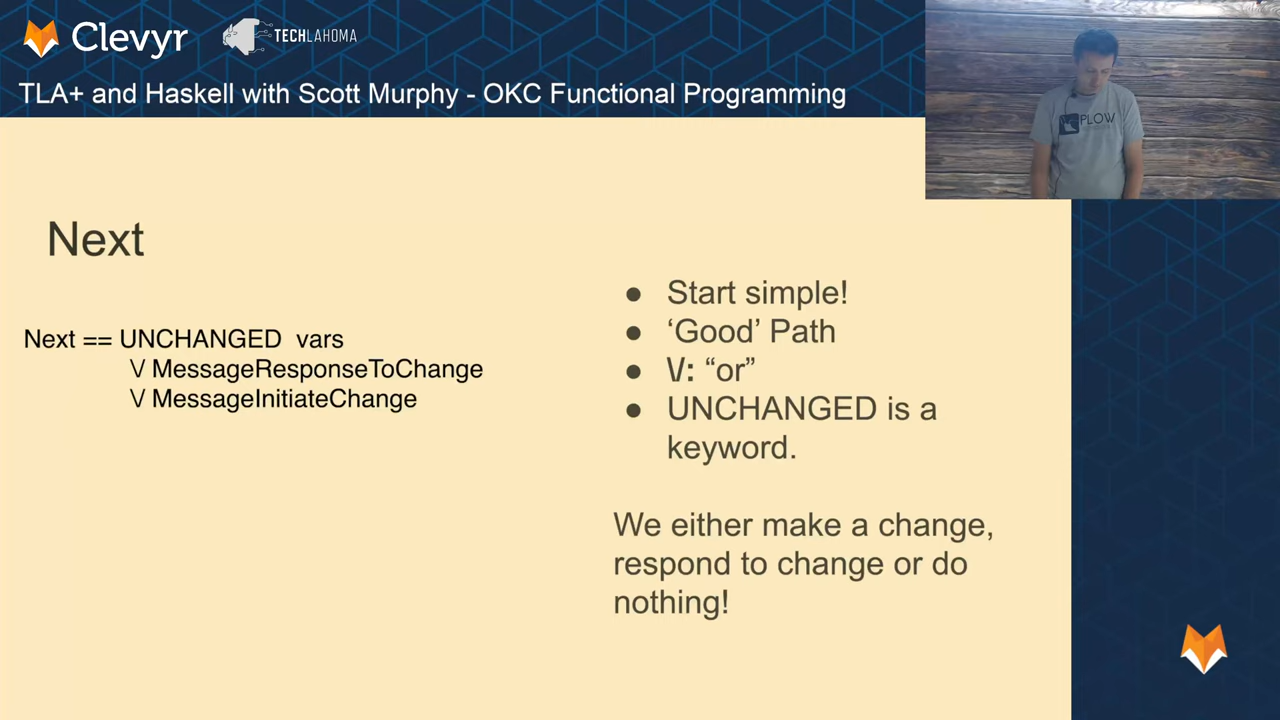 Clevyr
TECHLAHOMA
TLA+ and Haskell with Scott Murphy - OKC Functional Programming
PLOW
Next
Next == UNCHANGED vars
\/ MessageResponseToChange
\/ MessageInitiateChange
● Start simple!
● ‘Good’ Path
● \/: “or”
● UNCHANGED is a
keyword.
We either make a change,
respond to change or do
nothing!